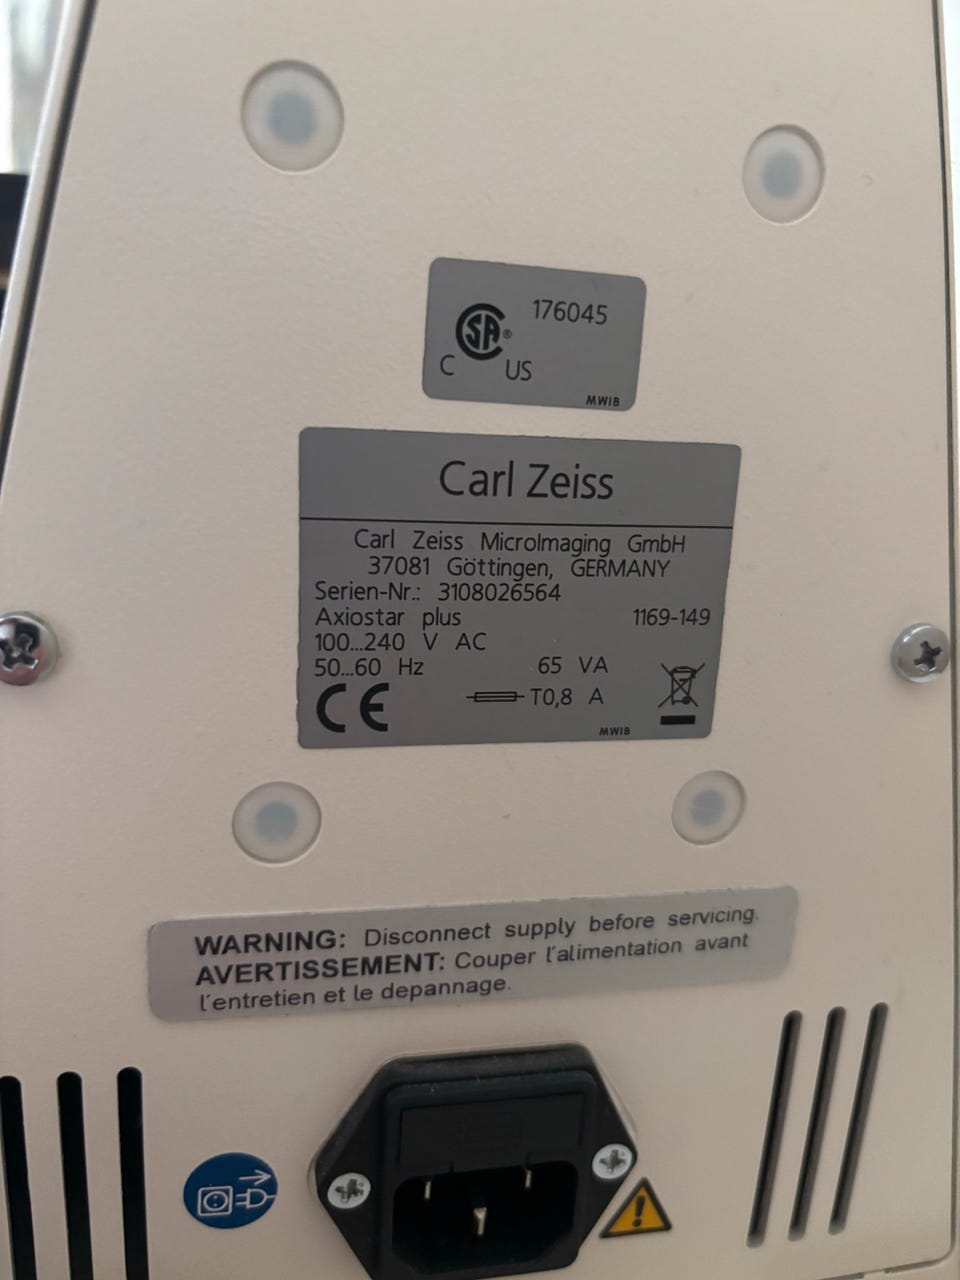 176045
CSA®
C US
MWIB
Carl Zeiss
Carl Zeiss MicroImaging GmbH
37081 Göttingen, GERMANY
Serien-Nr.: 3108026564
Axiostar plus 1169-149
100...240 V AC
50...60 Hz 65 VA
CE T0,8 A
MWIB
WARNING: Disconnect supply before servicing.
AVERTISSEMENT: Couper l'alimentation avant
l'entretien et le depannage.